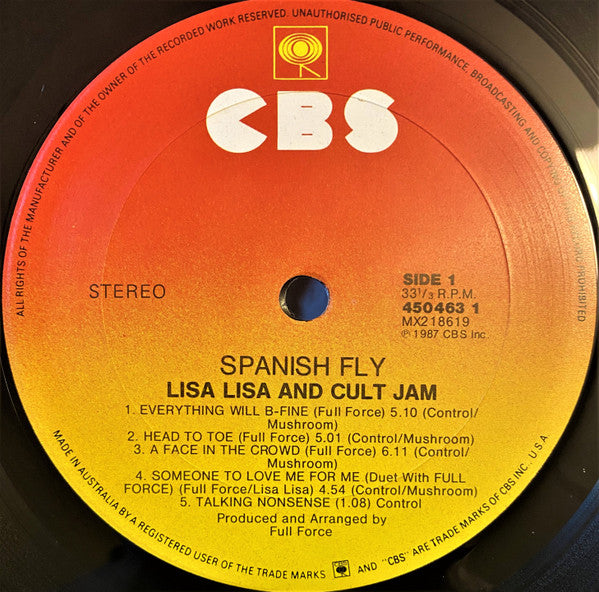 ALL RIGHTS OF THE MANUFACTURER AND OF THE OWNER OF THE RECORDED WORK RESERVED. UNAUTHORISED PUBLIC PERFORMANCE, BROADCASTING AND COPYING PROHIBITED
CBS
STEREO
SIDE 1
33 1/3 R.P.M.
450463 1
MX218619
℗ 1987 CBS Inc.
SPANISH FLY
LISA LISA AND CULT JAM
1. EVERYTHING WILL B-FINE (Full Force) 5.10 (Control/
Mushroom)
2. HEAD TO TOE (Full Force) 5.01 (Control/Mushroom)
3. A FACE IN THE CROWD (Full Force) 6.11 (Control/
Mushroom)
4. SOMEONE TO LOVE ME FOR ME (Duet With FULL
FORCE) (Full Force/Lisa Lisa) 4.54 (Control/Mushroom)
5. TALKING NONSENSE (1.08) Control
Produced and Arranged by
Full Force
MADE IN AUSTRALIA BY A REGISTERED USER OF THE TRADE MARKS AND "CBS" ARE TRADE MARKS OF CBS INC. U.S.A